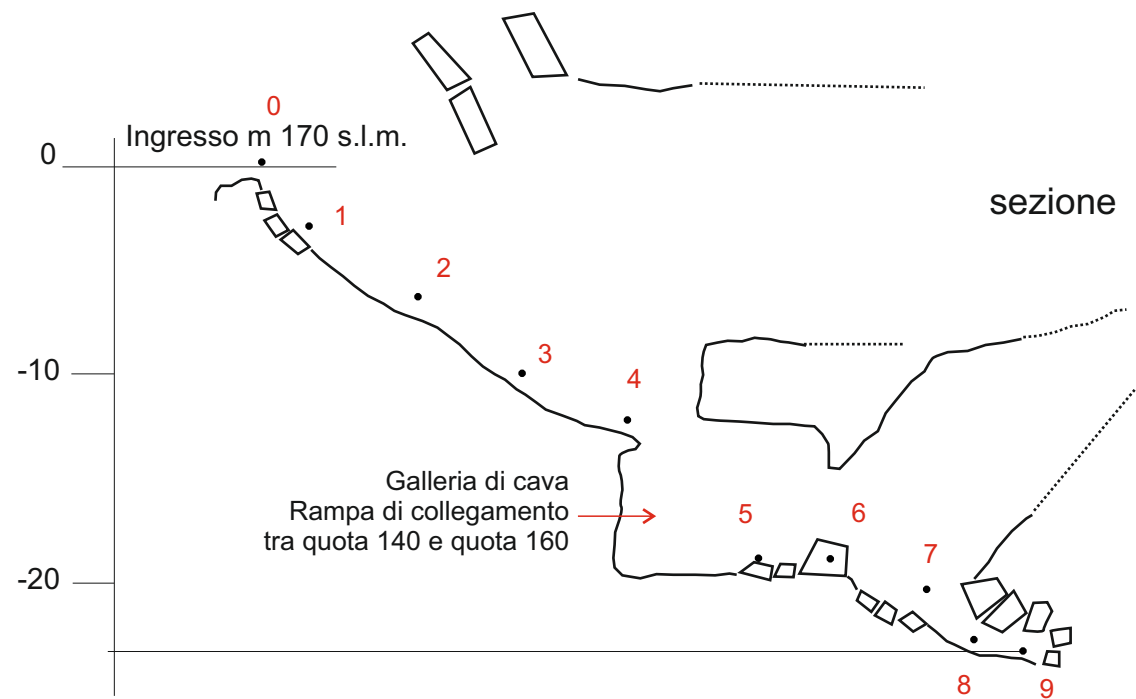 0
Ingresso m 170 s.l.m.
0
1
sezione
2
3
-10
4
Galleria di cava
Rampa di collegamento
tra quota 140 e quota 160
5
6
7
-20
8
9